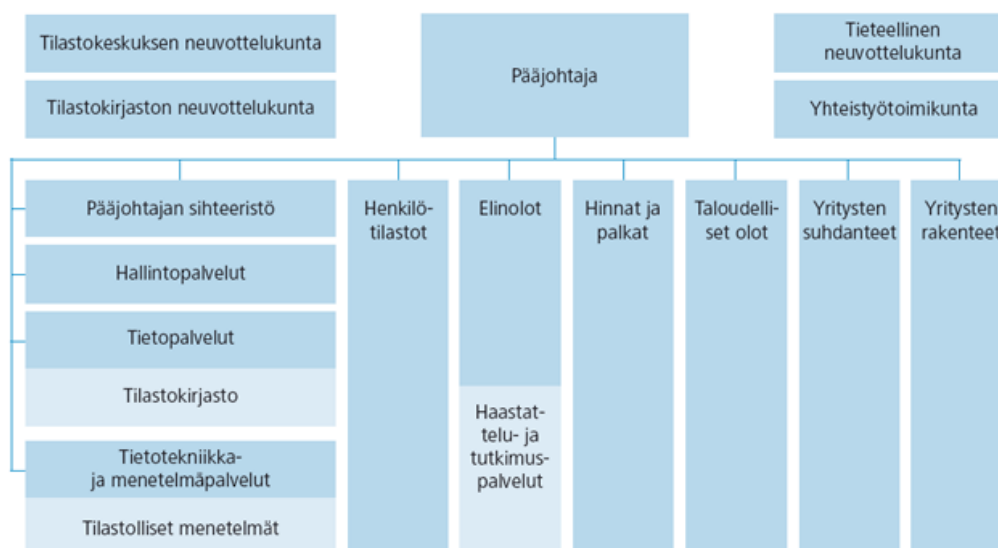 Tilastokeskuksen neuvottelukunta
Tilastokirjaston neuvottelukunta
Pääjohtaja
Tieteellinen
neuvottelukunta
Yhteistyötoimikunta
Pääjohtajan sihteeristö
Hallintopalvelut
Tietopalvelut
Tilastokirjasto
Tietotekniikka-
ja menetelmäpalvelut
Tilastolliset menetelmät
Henkilö-
tilastot
Elinolot
Haastat-
telu- ja
tutkimus-
palvelut
Hinnat ja
palkat
Taloudelli-
set olot
Yritysten
suhdanteet
Yritysten
rakenteet